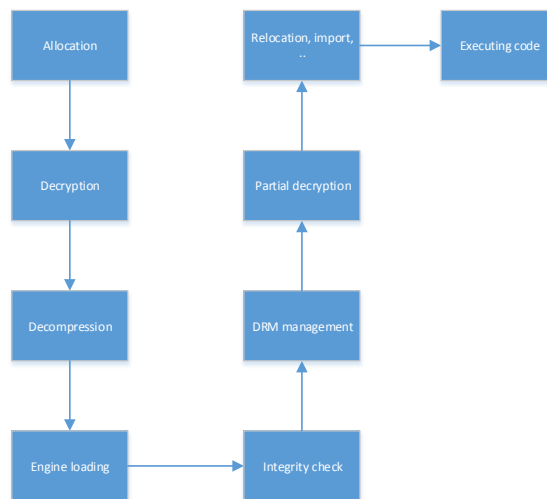 Allocation
Decryption
Decompression
Engine loading
Integrity check
DRM management
Partial decryption
Relocation, import,
..
Executing code